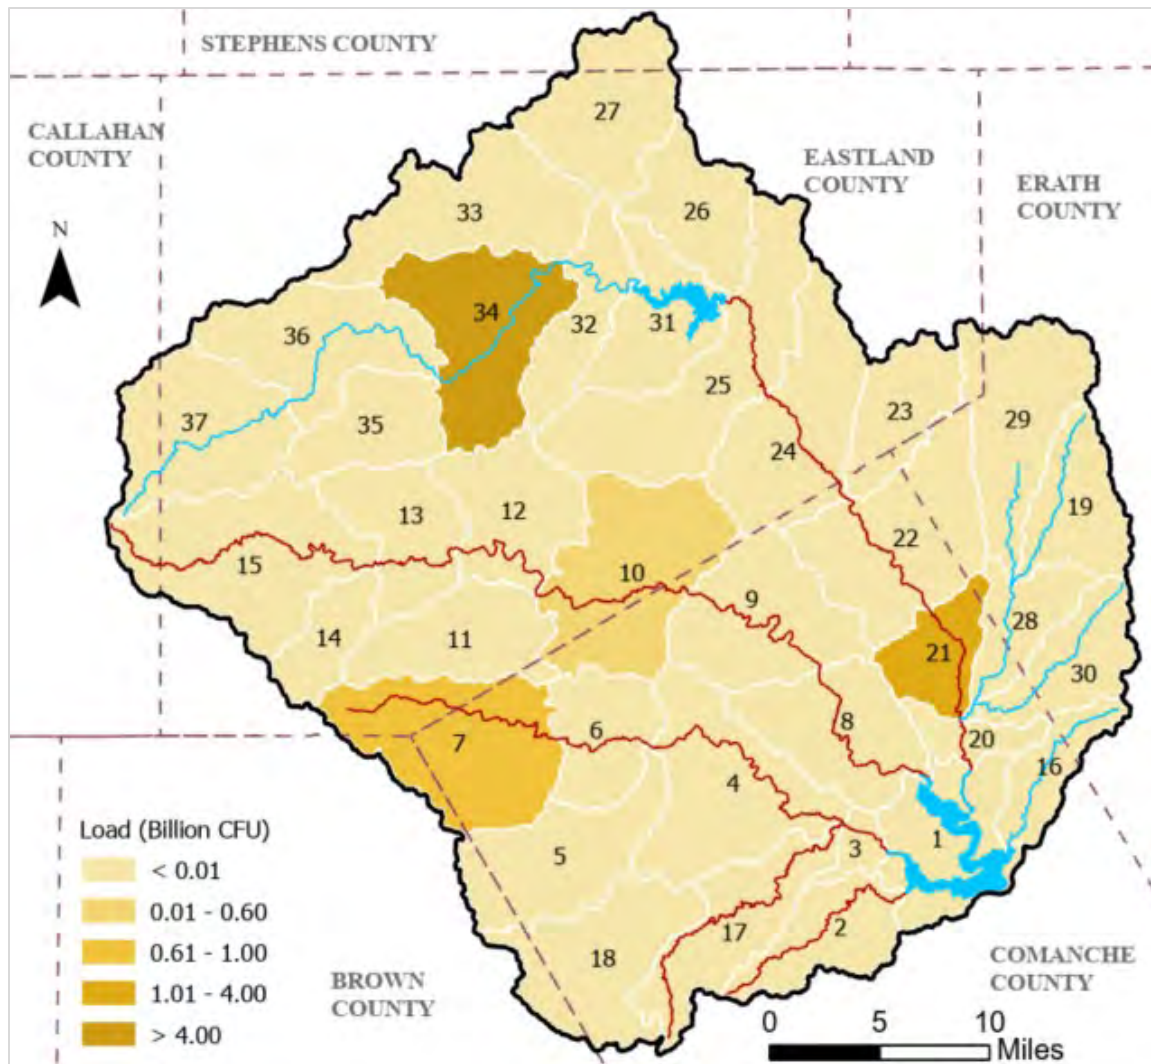 STEPHENS COUNTY
27
CALLAHAN
COUNTY
EASTLAND
COUNTY
ERATH
COUNTY
33
26
N
34
32
31
36
25
37
35
23
29
24
19
13
12
22
15
10
9
28
14
11
21
30
7
6
8
20
16
4
Load (Billion CFU)
< 0.01
0.01 - 0.60
0.61 - 1.00
1.01 - 4.00
> 4.00
5
3
1
18
17
2
BROWN
COUNTY
COMANCHE
COUNTY
0 5 10
Miles